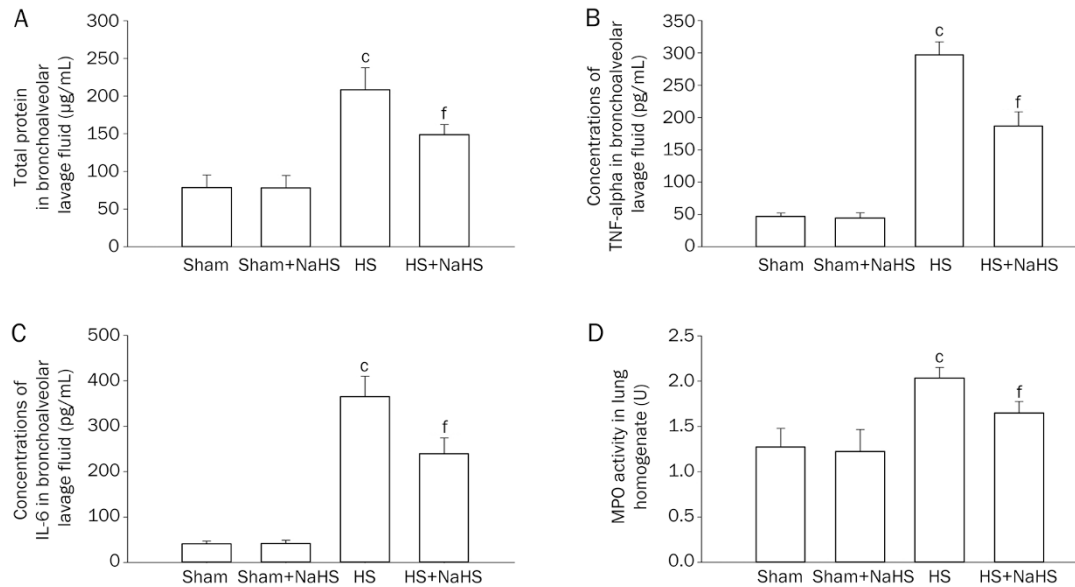 A
Total protein
in bronchoalveolar
lavage fluid (µg/mL)
300
250
200
150
100
50
0
c
f
Sham Sham+NaHS HS HS+NaHS
B
Concentrations of
TNF-alpha in bronchoalveolar
lavage fluid (pg/mL)
350
300
250
200
150
100
50
0
c
f
Sham Sham+NaHS HS HS+NaHS
C
Concentrations of
IL-6 in bronchoalveolar
lavage fluid (pg/mL)
500
400
300
200
100
0
c
f
Sham Sham+NaHS HS HS+NaHS
D
MPO activity in lung
homogenate (U)
2.5
2.0
1.5
1.0
0.5
0.0
c
f
Sham Sham+NaHS HS HS+NaHS